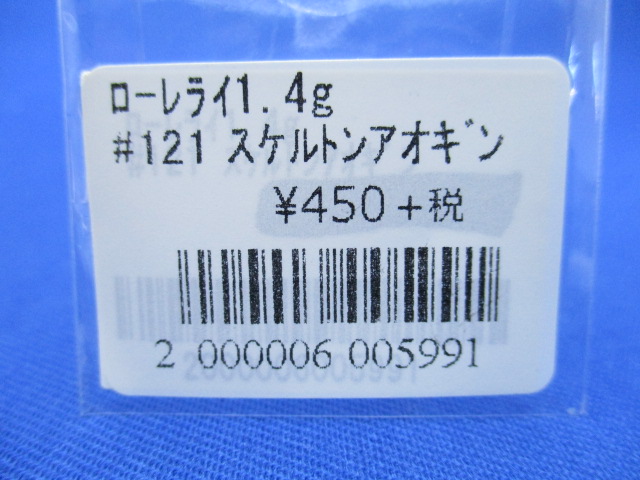 ﾛｰﾚﾗｲ1.4g
#121 ｽｹﾙﾄﾝｱｵｷﾞﾝ
¥450+税
2 000006 005991